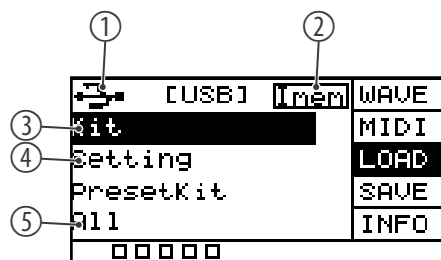 ① ②
[USB] Imem WAVE
③ Kit MIDI
④ Setting LOAD
PresetKit SAVE
⑤ All INFO